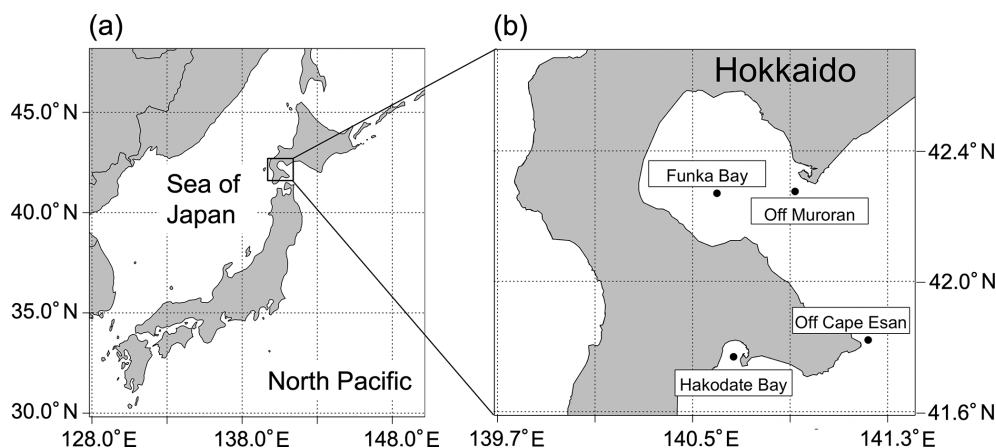 (a)
45.0°N
40.0°N
35.0°N
30.0°N
128.0°E
138.0°E
148.0°E
Sea of
Japan
North Pacific
(b)
Hokkaido
Funka Bay
Off Muroran
Off Cape Esan
Hakodate Bay
42.4°N
42.0°N
41.6°N
139.7°E
140.5°E
141.3°E